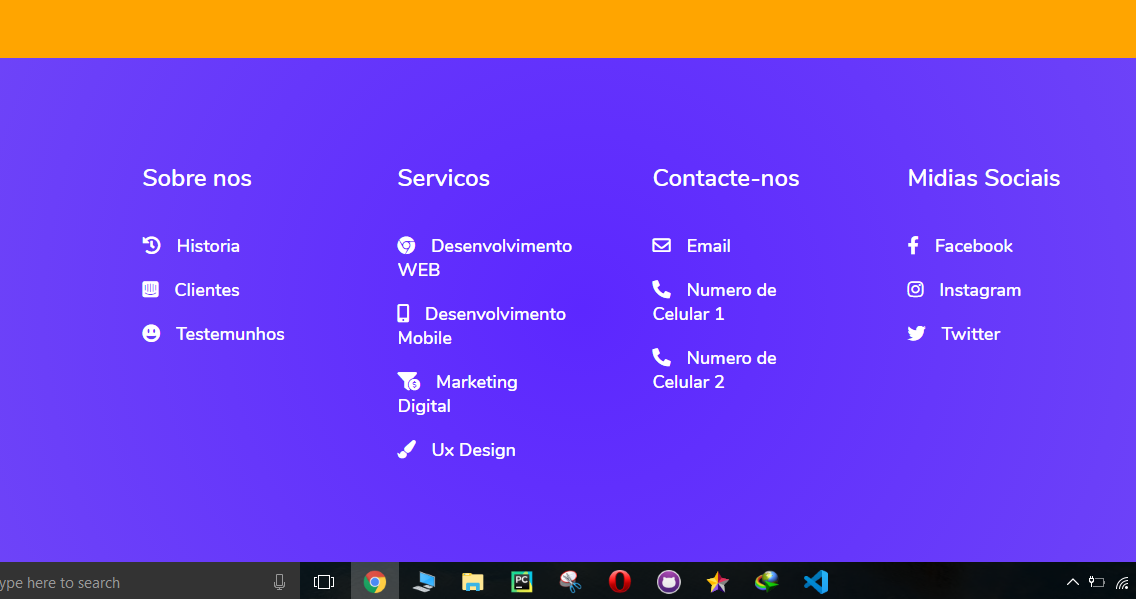 Sobre nos
Servicos
Contacte-nos
Midias Sociais
Historia
Clientes
Testemunhos
Desenvolvimento
WEB
Desenvolvimento
Mobile
Marketing
Digital
Ux Design
Email
Numero de
Celular 1
Numero de
Celular 2
Facebook
Instagram
Twitter
ype here to search
PC